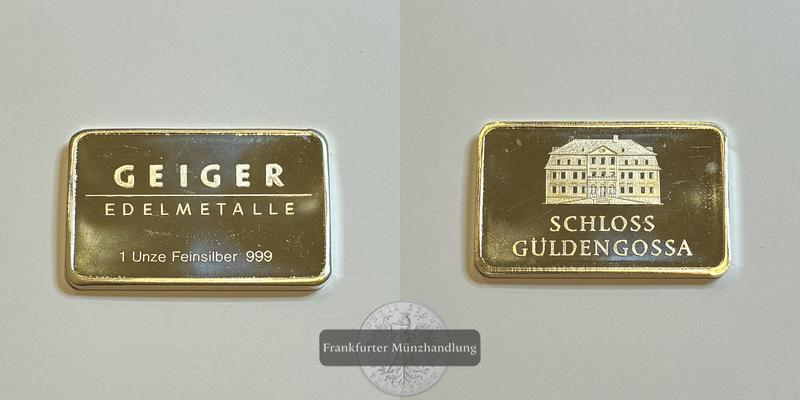 GEIGER
EDELMETALLE
1 Unze Feinsilber 999
SCHLOSS
GÜLDENGOSSA
Frankfurter Münzhandlung